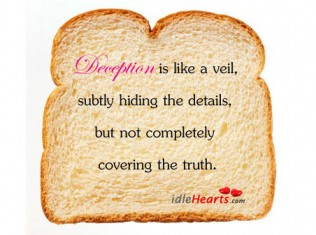 Deception is like a veil,
subtly hiding the details,
but not completely
covering the truth.
idleHearts.com